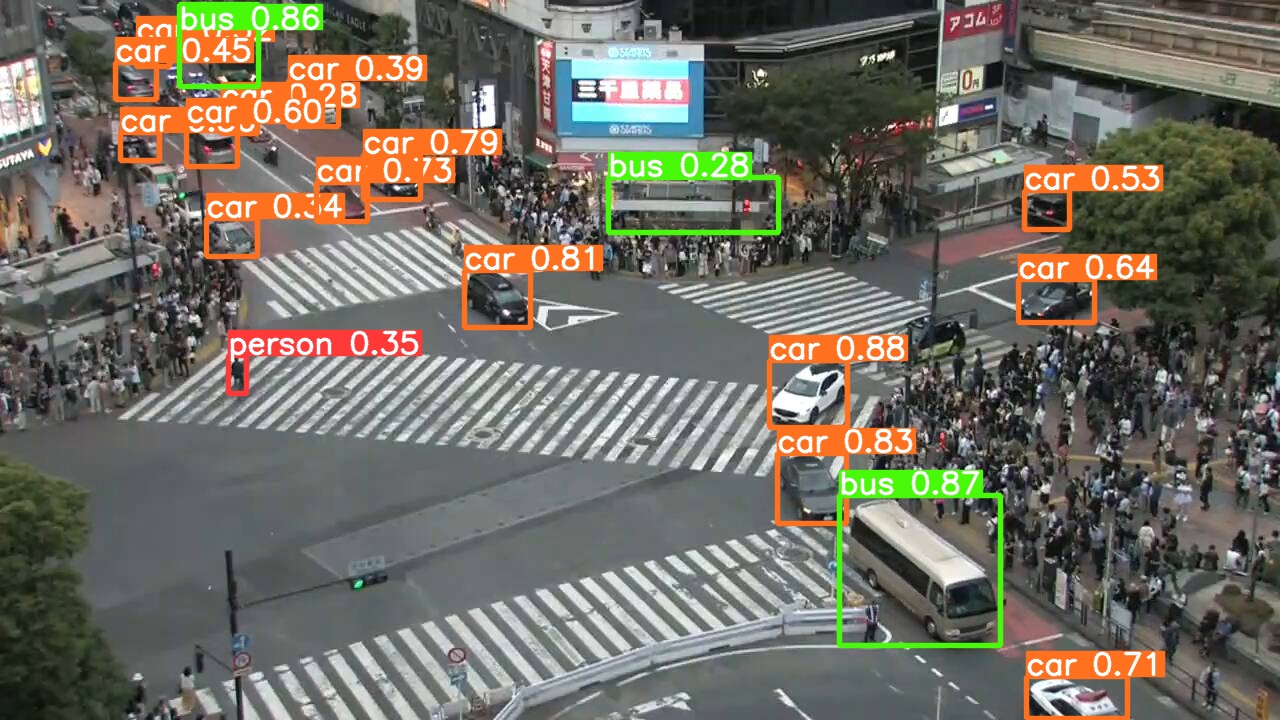 bus 0.86
car 0.45
car 0.39
car 0.28
car 0.60
car 0.79
car 0.73
car 0.34
car 0.81
bus 0.28
car 0.53
car 0.64
person 0.35
car 0.88
car 0.83
bus 0.87
car 0.71
三千里薬品
アコム
TSUTAYA